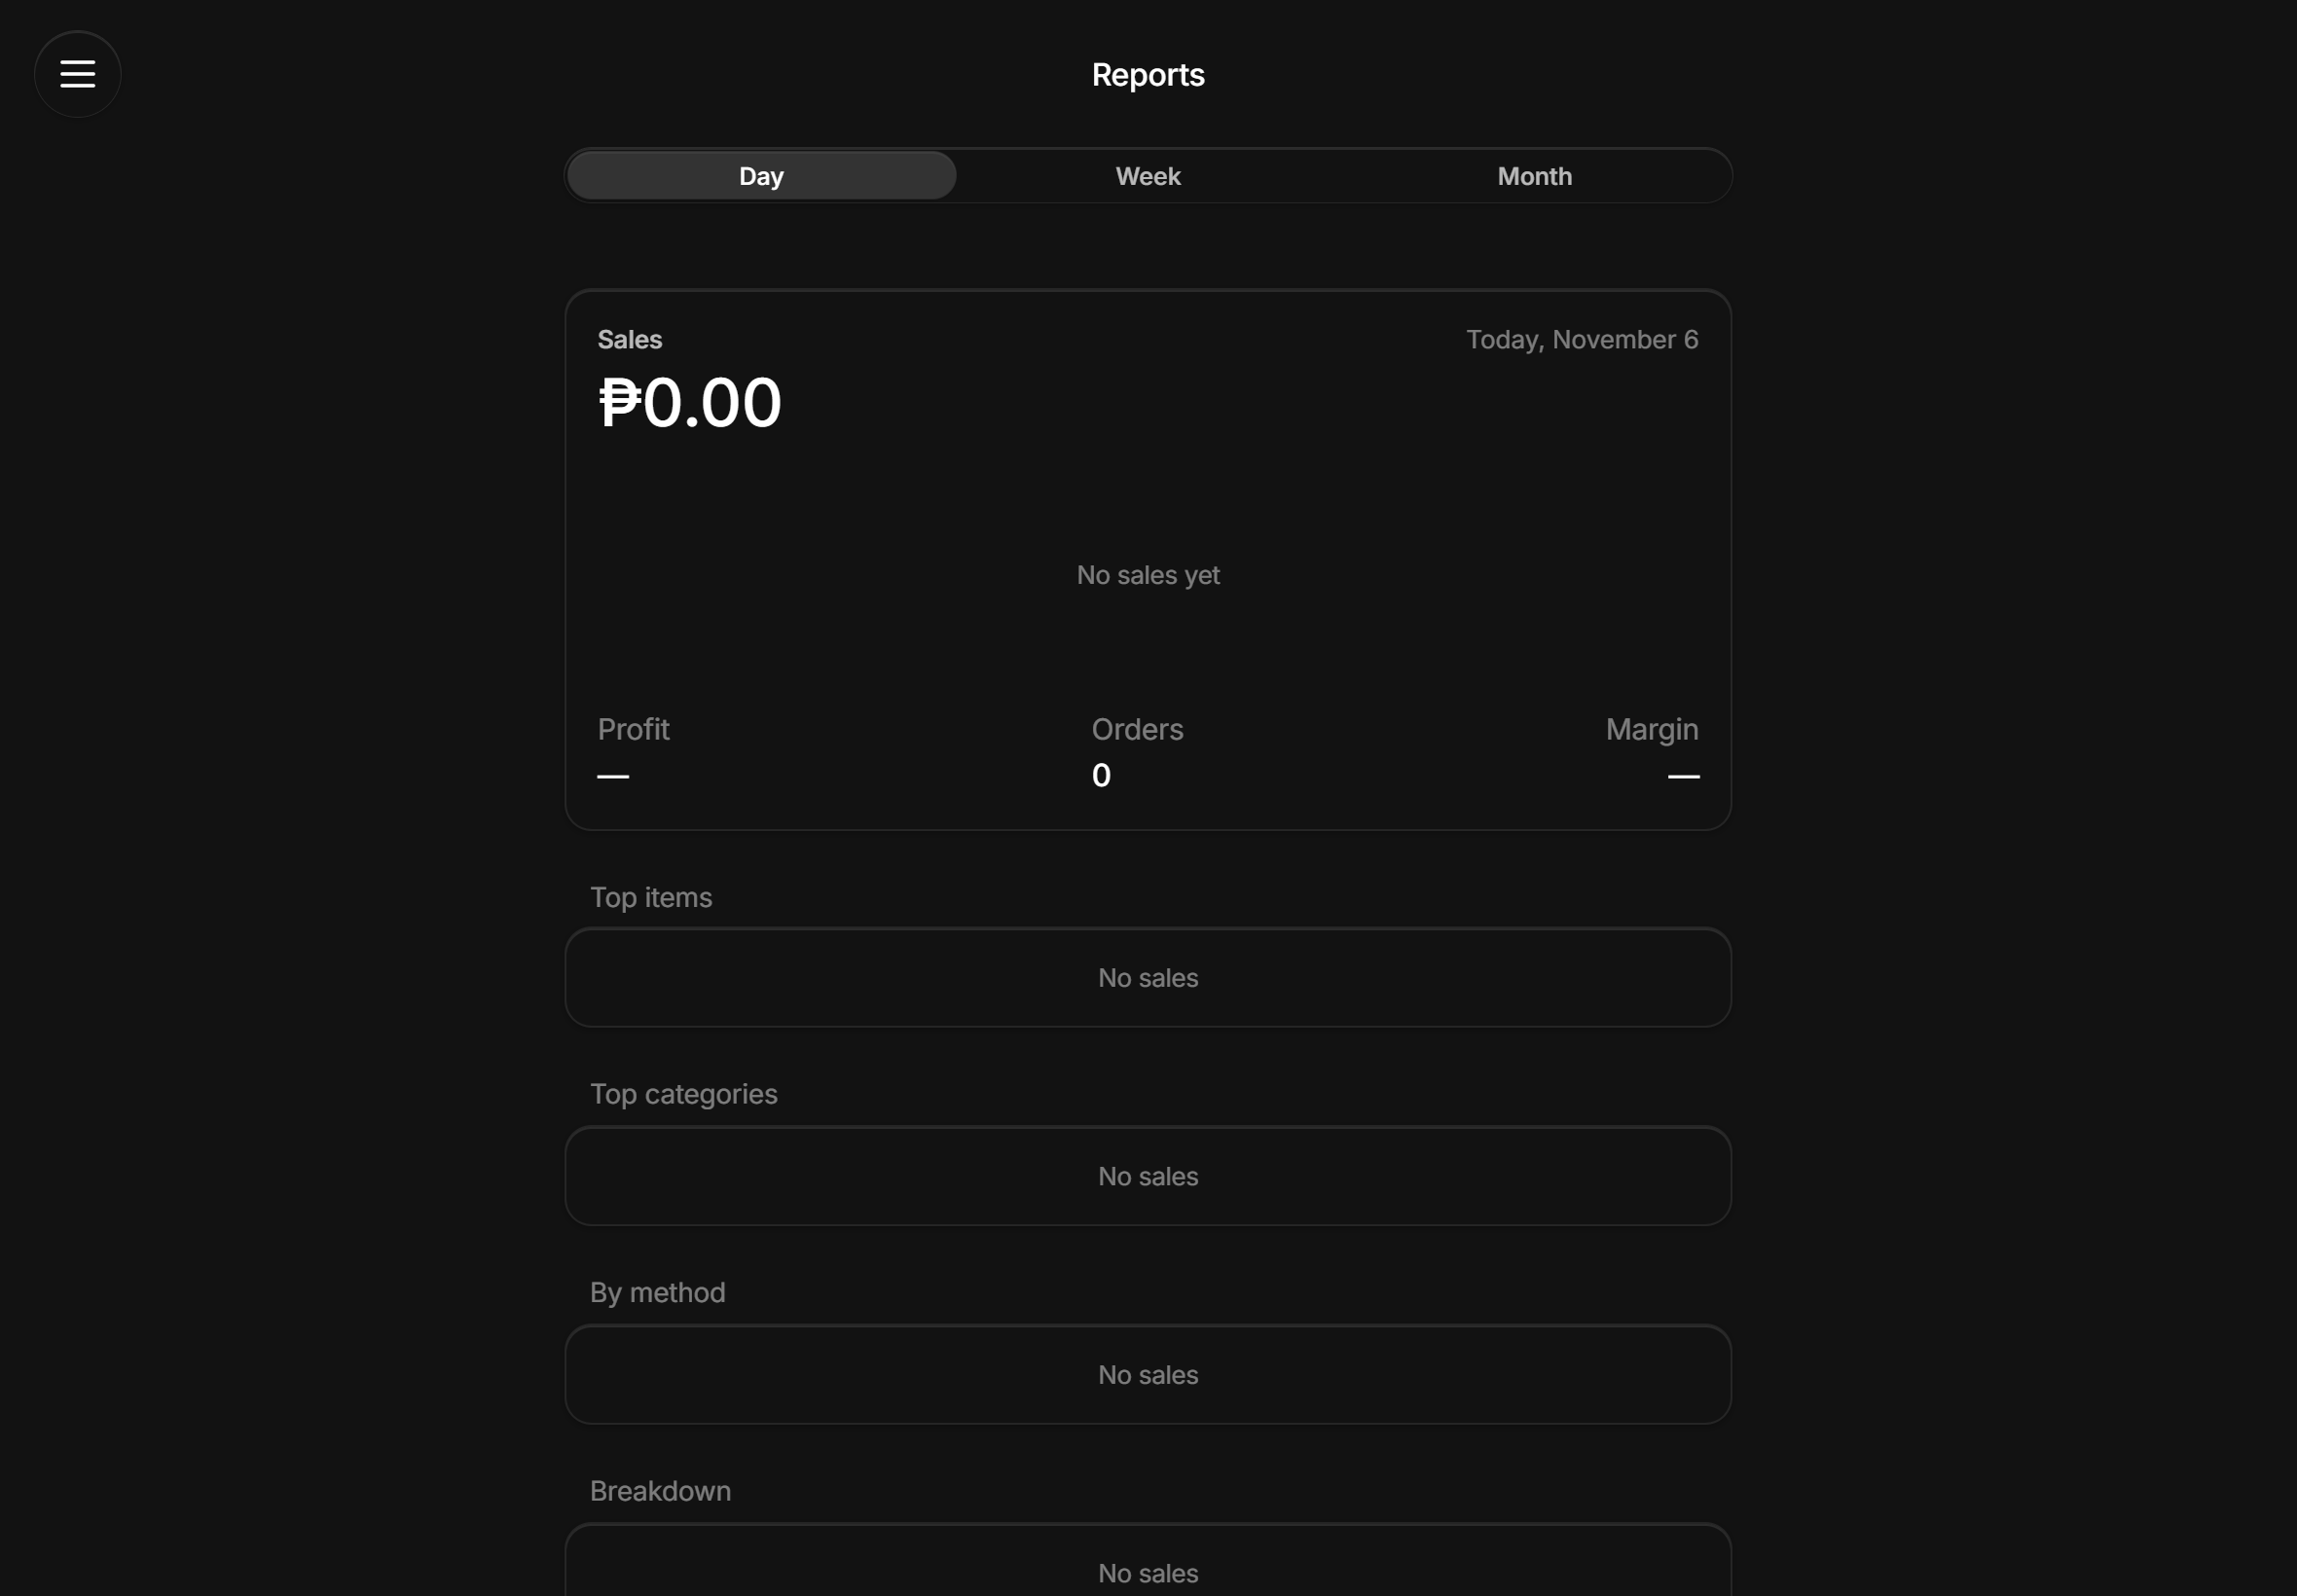 Reports
Day Week Month
Sales Today, November 6
₱0.00
No sales yet
Profit Orders Margin
— 0 —
Top items
No sales
Top categories
No sales
By method
No sales
Breakdown
No sales